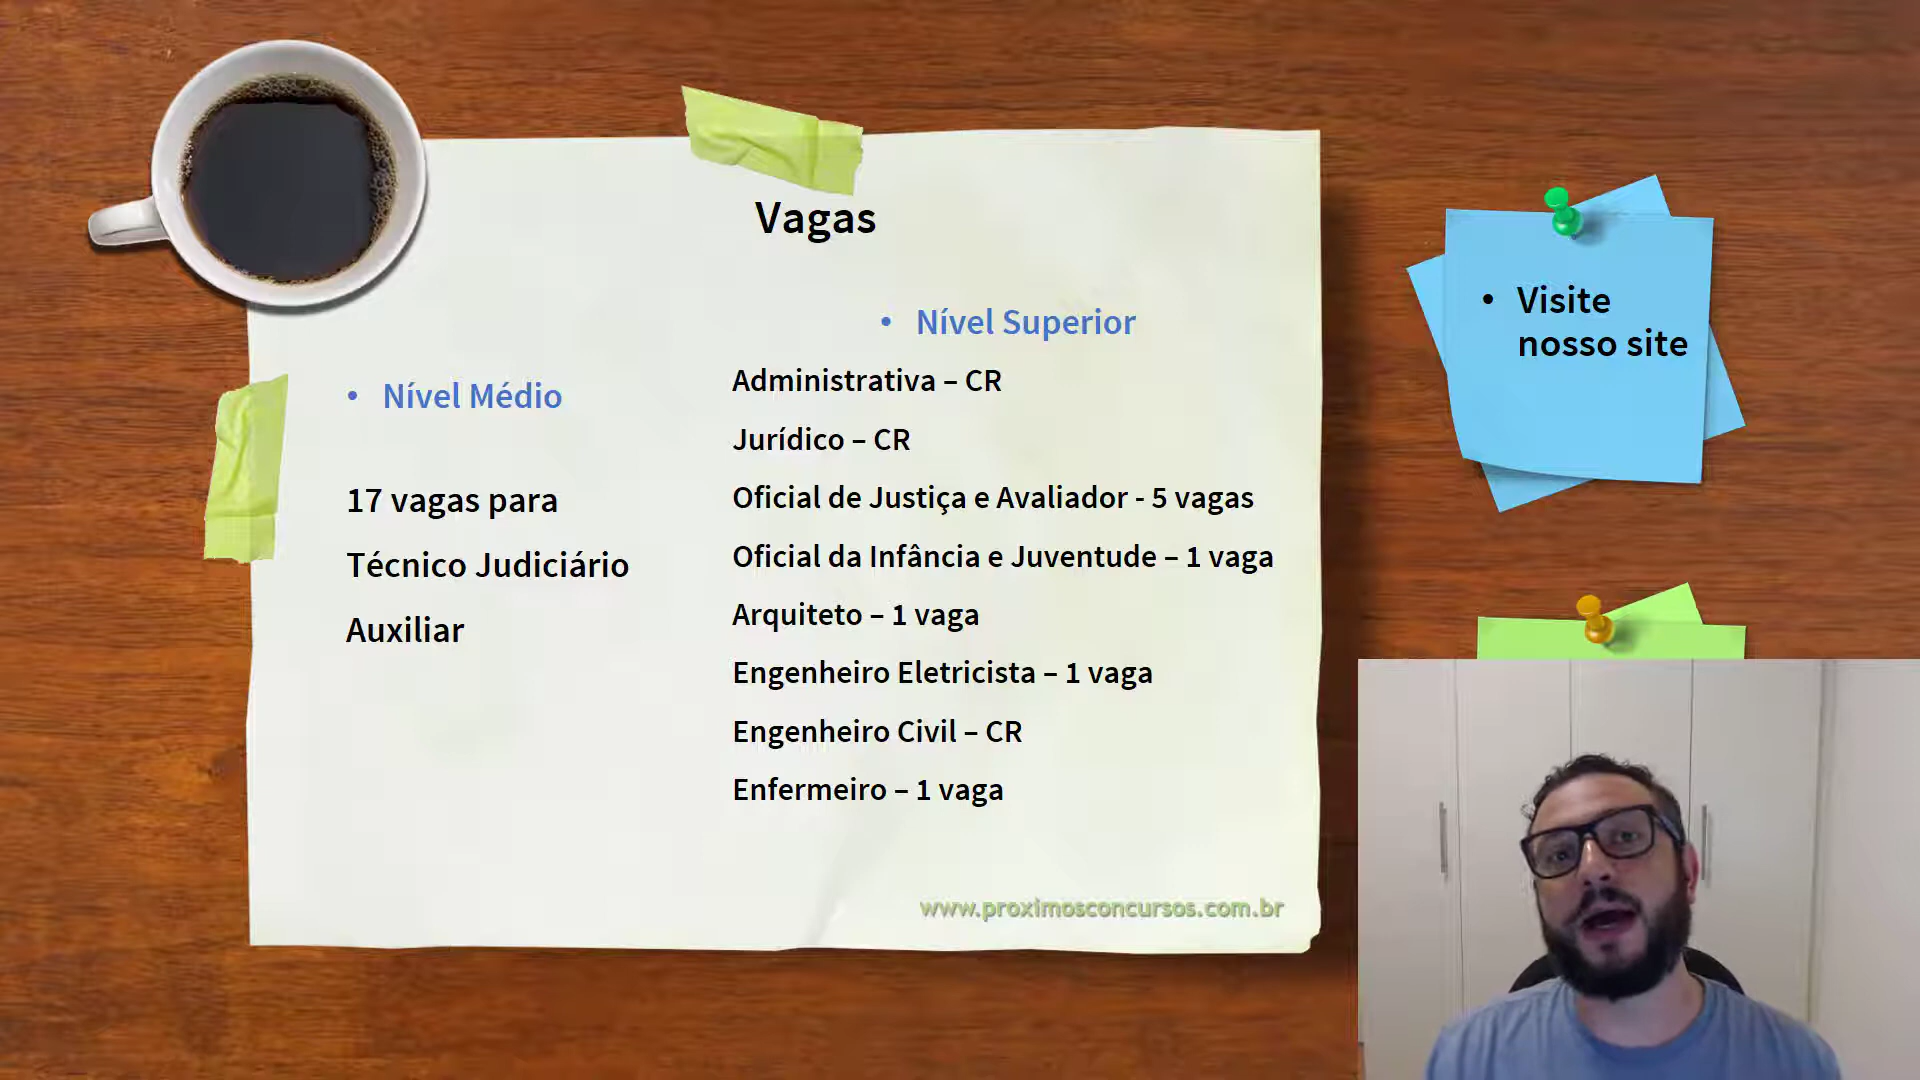 Vagas
• Nível Médio
17 vagas para
Técnico Judiciário
Auxiliar
• Nível Superior
Administrativa – CR
Jurídico – CR
Oficial de Justiça e Avaliador - 5 vagas
Oficial da Infância e Juventude – 1 vaga
Arquiteto – 1 vaga
Engenheiro Eletricista – 1 vaga
Engenheiro Civil – CR
Enfermeiro – 1 vaga
www.proximosconcursos.com.br
• Visite
nosso site